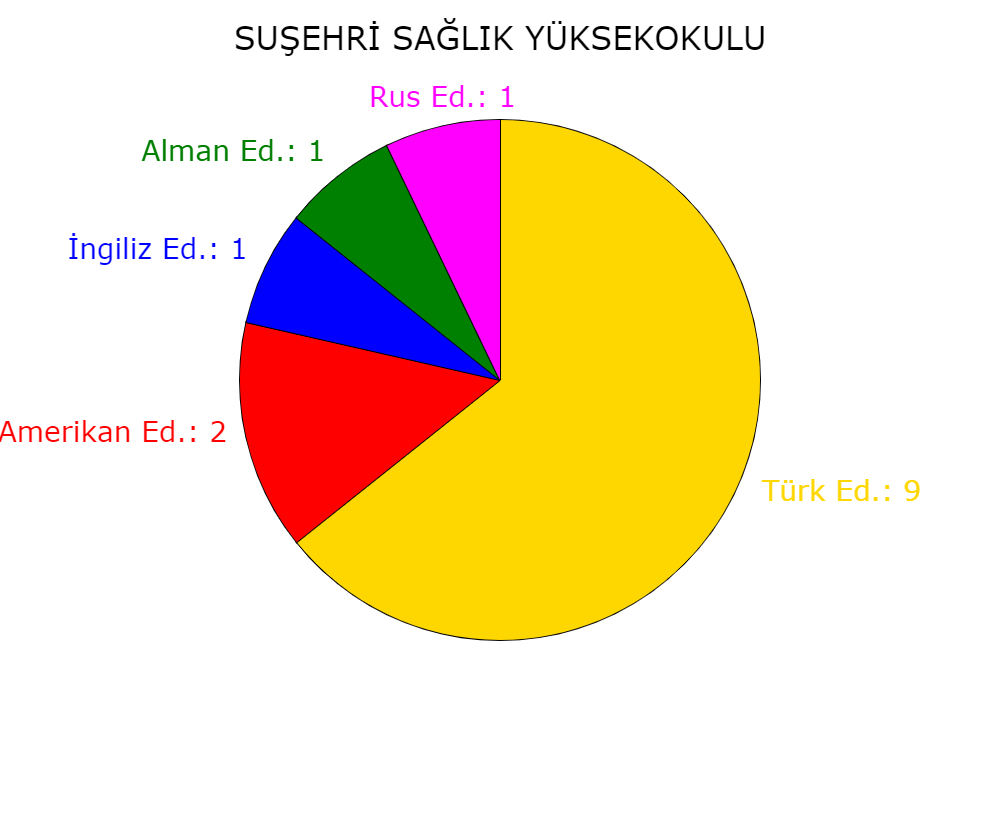 SUŞEHRİ SAĞLIK YÜKSEKOKULU
Rus Ed.: 1
Alman Ed.: 1
İngiliz Ed.: 1
Amerikan Ed.: 2
Türk Ed.: 9